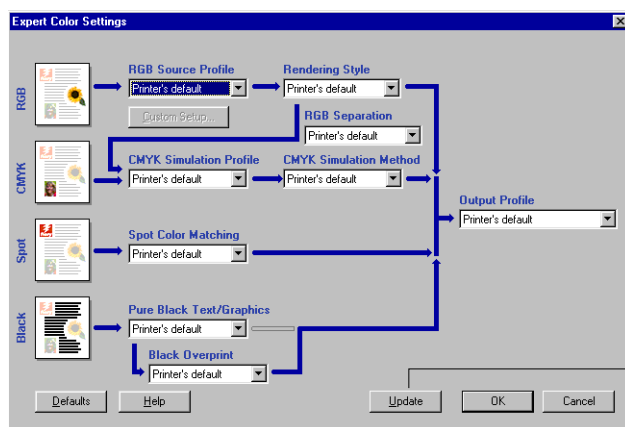 Expert Color Settings
RGB
RGB Source Profile
Rendering Style
Printer's default
Printer's default
Custom Setup...
RGB Separation
Printer's default
CMYK
CMYK Simulation Profile
CMYK Simulation Method
Printer's default
Printer's default
Output Profile
Printer's default
Spot
Spot Color Matching
Printer's default
Black
Pure Black Text/Graphics
Printer's default
Black Overprint
Printer's default
Defaults
Help
Update
OK
Cancel